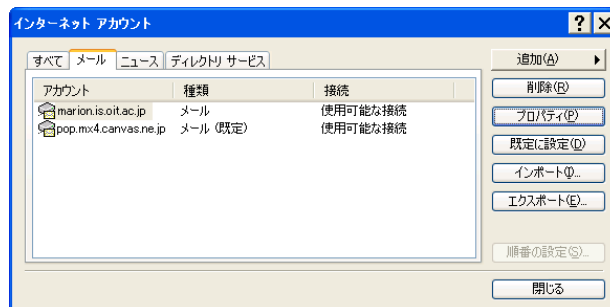 インターネット アカウント
すべて メール ニュース ディレクトリ サービス
アカウント 種類 接続
marion.is.oit.ac.jp メール 使用可能な接続
pop.mx4.canvas.ne.jp メール (既定) 使用可能な接続
追加(A)
削除(R)
プロパティ(P)
既定に設定(D)
インポート(I)...
エクスポート(E)...
順番の設定(S)...
閉じる